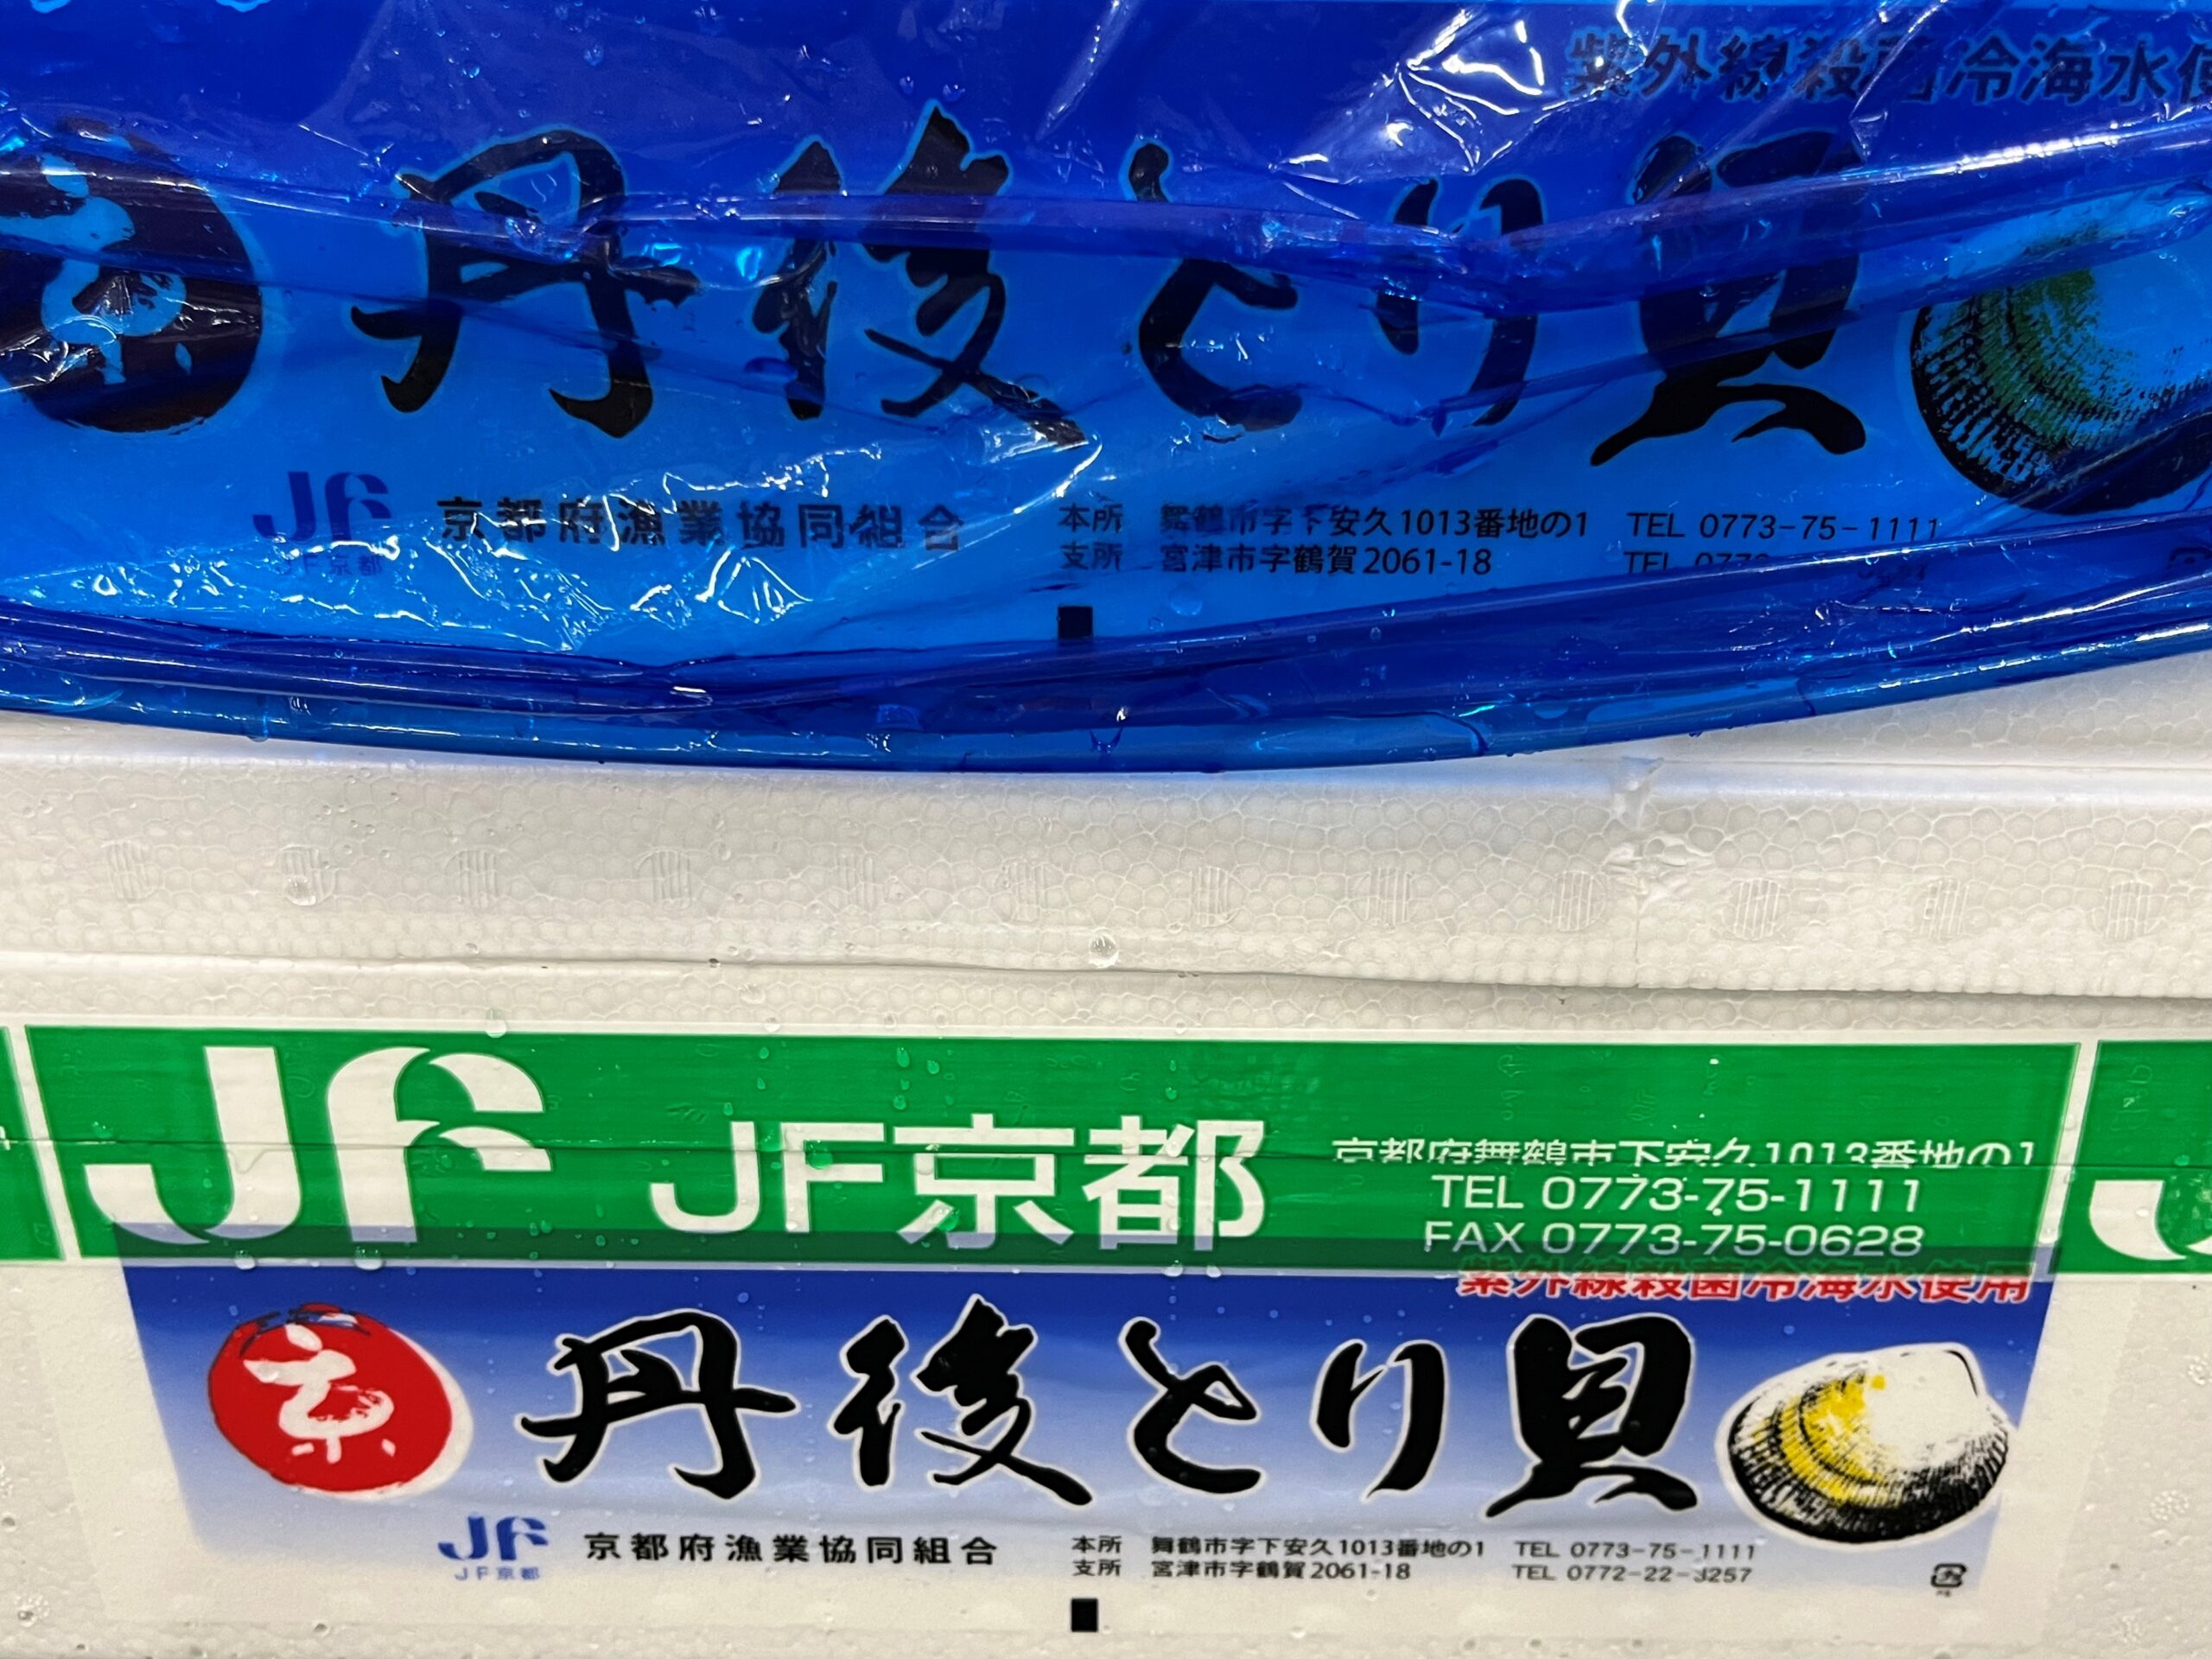 紫外線殺菌冷海水使
京 丹後とり貝
JF 京都府漁業協同組合 本所 舞鶴市字下安久1013番地の1 TEL 0773-75-1111
JF京都 支所 宮津市字鶴賀2061-18 TEL
JF JF京都 京都府舞鶴市下安久1013番地の1
TEL 0773-75-1111
FAX 0773-75-0628
紫外線殺菌冷海水使用
京 丹後とり貝
JF 京都府漁業協同組合 本所 舞鶴市字下安久1013番地の1 TEL 0773-75-1111
JF京都 支所 宮津市字鶴賀2061-18 TEL 0772-22-3257